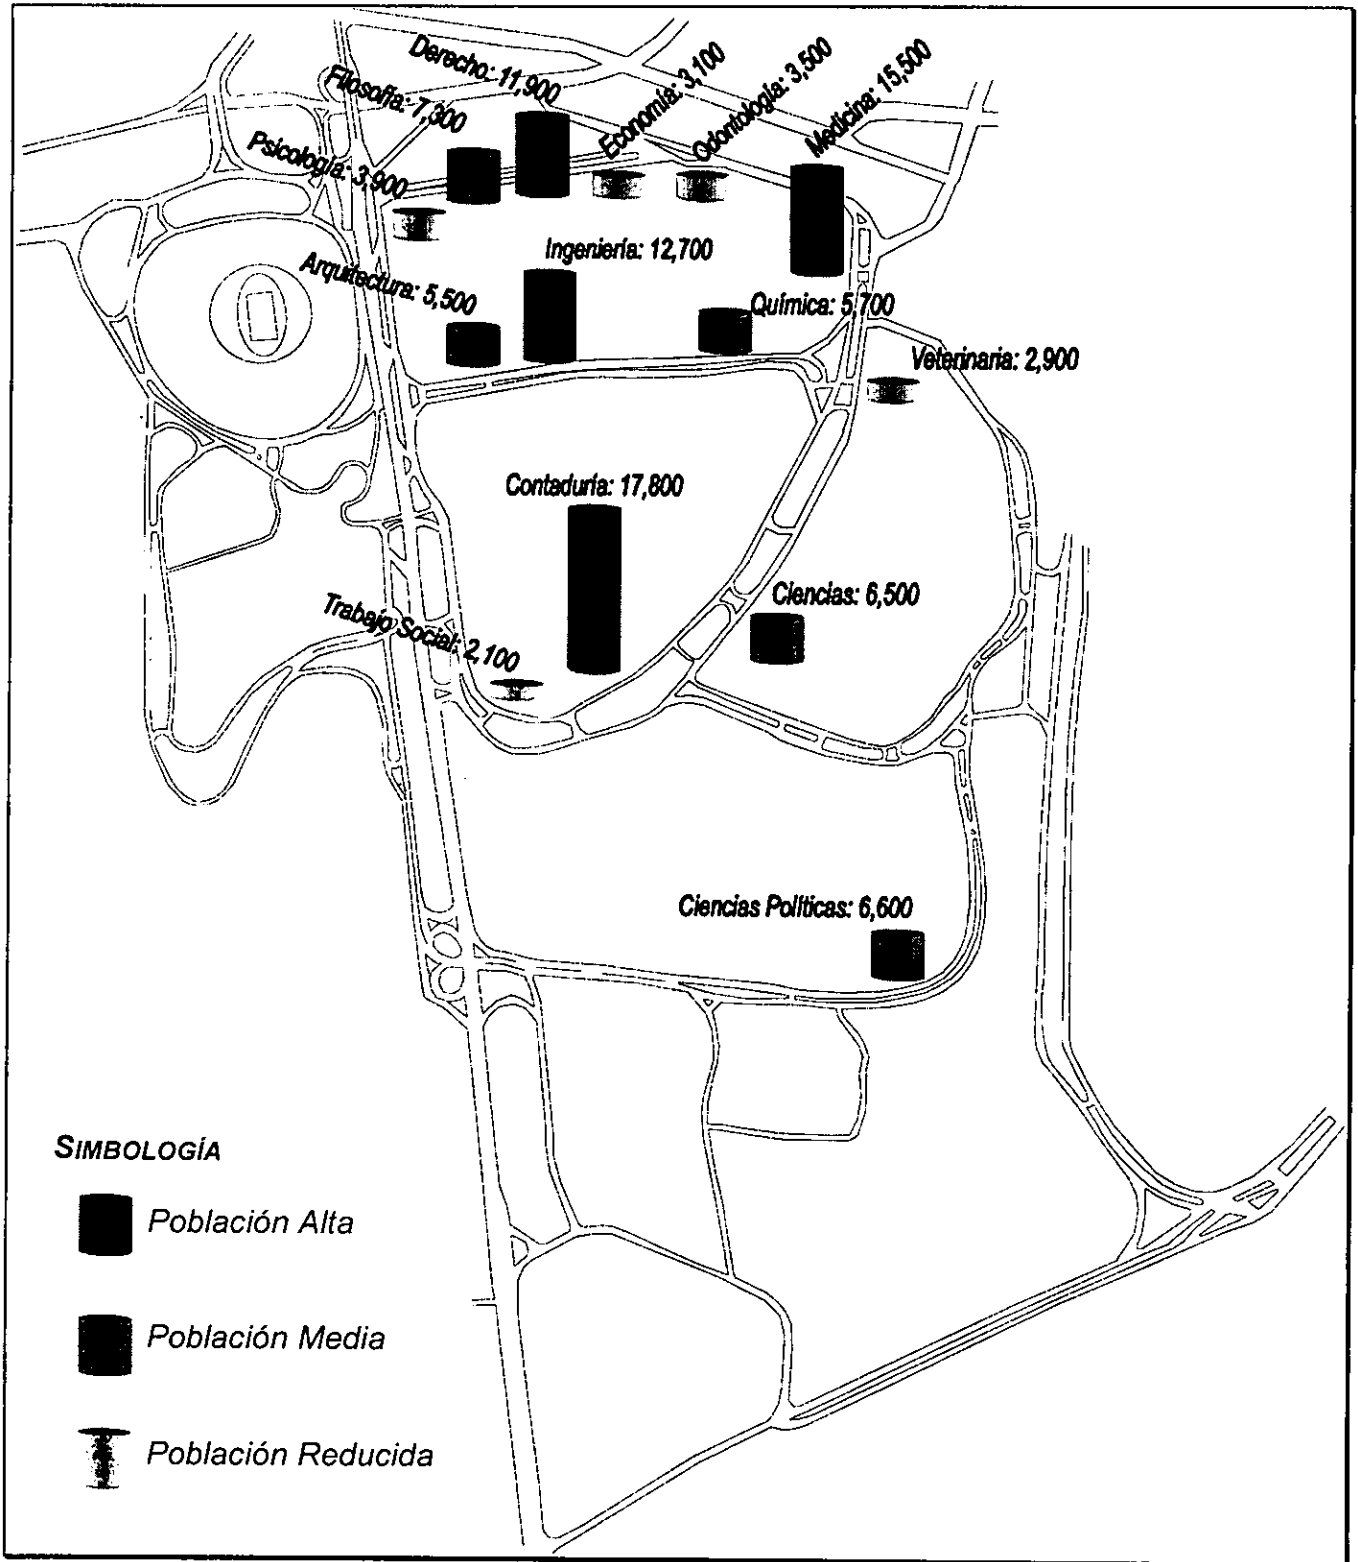 Derecho: 11,900
Filosofía: 7,300
Economía: 3,100
Odontología: 3,500
Medicina: 15,500
Psicología: 3,900
Ingeniería: 12,700
Arquitectura: 5,500
Química: 5,700
Veterinaria: 2,900
Contaduría: 17,800
Ciencias: 6,500
Trabajo Social: 2,100
Ciencias Políticas: 6,600
SIMBOLOGÍA
Población Alta
Población Media
Población Reducida